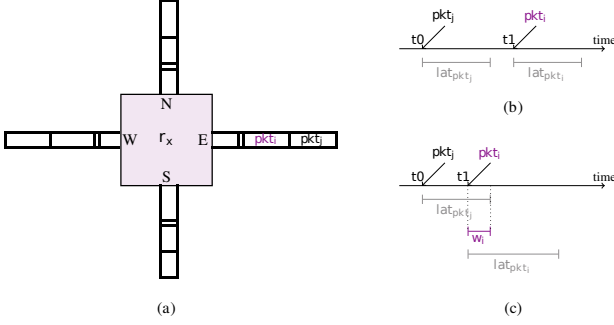 N
W
r_x
E
pkt_i
pkt_j
S
(a)
pkt_j
pkt_i
t0
t1
time
lat_pkt_j
lat_pkt_i
(b)
pkt_j
pkt_i
t0
t1
time
lat_pkt_j
w_i
lat_pkt_i
(c)